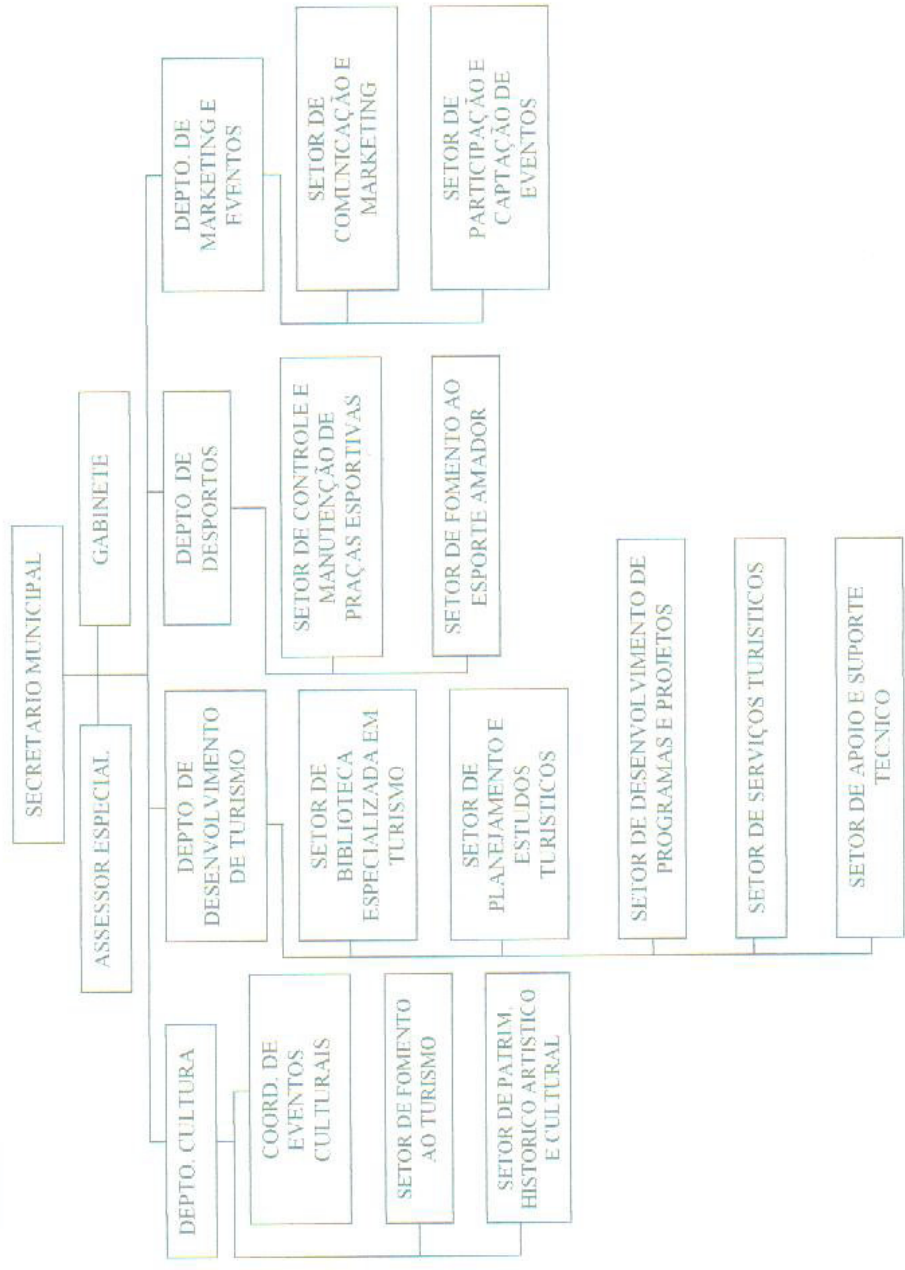 SECRETARIO MUNICIPAL
ASSESSOR ESPECIAL
GABINETE
DEPTO. CULTURA
COORD. DE
EVENTOS
CULTURAIS
SETOR DE FOMENTO
AO TURISMO
SETOR DE PATRIM.
HISTORICO ARTISTICO
E CULTURAL
DEPTO. DE
DESENVOLVIMENTO
DE TURISMO
SETOR DE
BIBLIOTECA
ESPECIALIZADA EM
TURISMO
SETOR DE
PLANEJAMENTO E
ESTUDOS
TURISTICOS
SETOR DE DESENVOLVIMENTO DE
PROGRAMAS E PROJETOS
SETOR DE SERVIÇOS TURISTICOS
SETOR DE APOIO E SUPORTE
TECNICO
DEPTO DE
DESPORTOS
SETOR DE CONTROLE E
MANUTENÇÃO DE
PRAÇAS ESPORTIVAS
SETOR DE FOMENTO AO
ESPORTE AMADOR
DEPTO. DE
MARKETING E
EVENTOS
SETOR DE
COMUNICAÇÃO E
MARKETING
SETOR DE
PARTICIPAÇÃO E
CAPTAÇÃO DE
EVENTOS